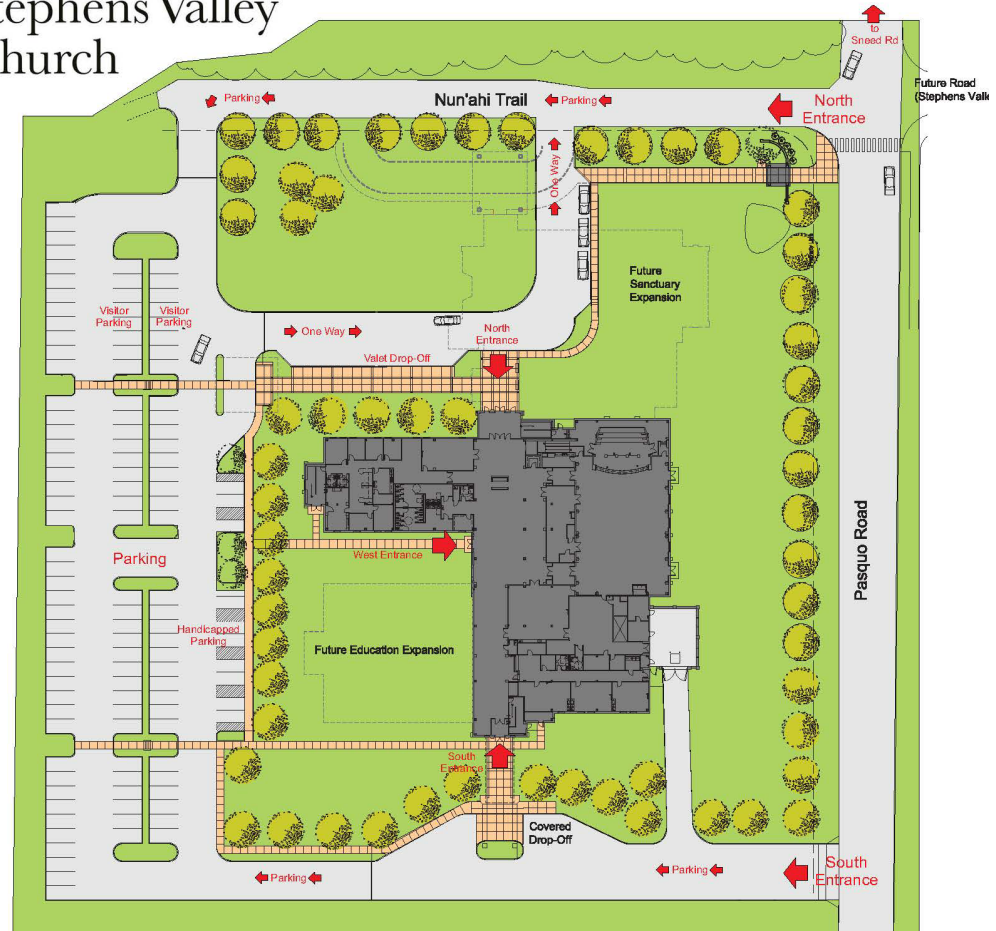 tephens Valley
hurch
to
Sneed Rd
Future Road
(Stephens Valle
Parking
Nun'ahi Trail
Parking
North
Entrance
One Way
Future
Sanctuary
Expansion
Visitor
Parking
Visitor
Parking
One Way
North
Entrance
Valet Drop-Off
West Entrance
Parking
Pasquo Road
Handicapped
Parking
Future Education Expansion
South
Entrance
Covered
Drop-Off
Parking
Parking
South
Entrance